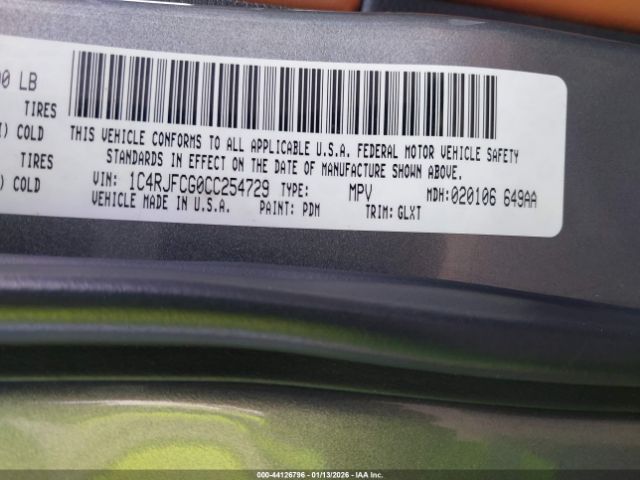 00 LB
TIRES
) COLD
TIRES
) COLD
THIS VEHICLE CONFORMS TO ALL APPLICABLE U.S.A. FEDERAL MOTOR VEHICLE SAFETY
STANDARDS IN EFFECT ON THE DATE OF MANUFACTURE SHOWN ABOVE.
VIN: 1C4RJFCG0CC254729 TYPE: MPV MDH:020106 649AA
VEHICLE MADE IN U.S.A. PAINT: PDM TRIM: GLXT
000-44126796 - 01/13/2026 - IAA Inc.